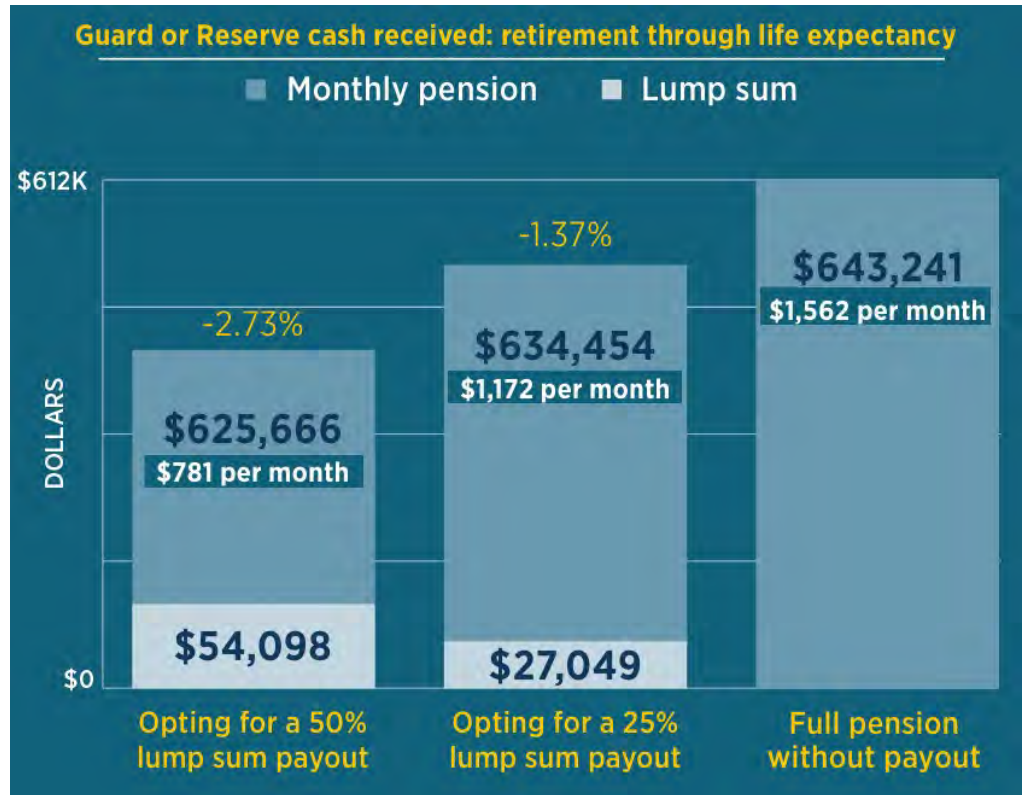 Guard or Reserve cash received: retirement through life expectancy
Monthly pension Lump sum
$612K
-1.37%
$643,241
$1,562 per month
-2.73%
$634,454
$1,172 per month
DOLLARS
$625,666
$781 per month
$54,098
$27,049
$0
Opting for a 50%
lump sum payout
Opting for a 25%
lump sum payout
Full pension
without payout